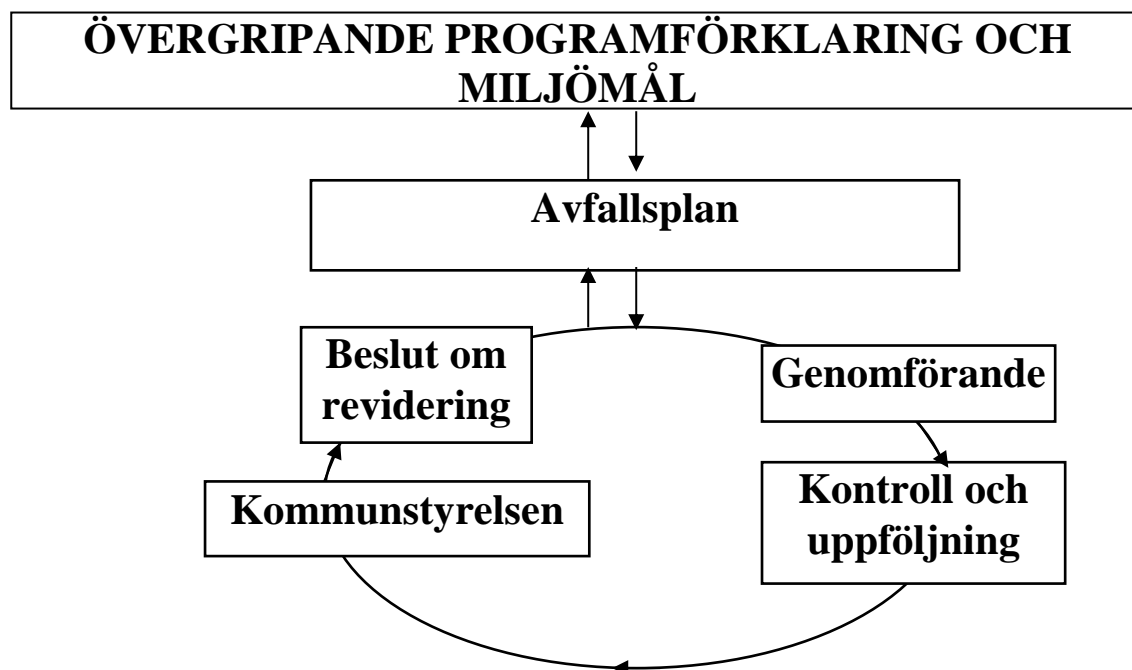 ÖVERGRIPANDE PROGRAMFÖRKLARING OCH
MILJÖMÅL
Avfallsplan
Beslut om
revidering
Genomförande
Kommunstyrelsen
Kontroll och
uppföljning